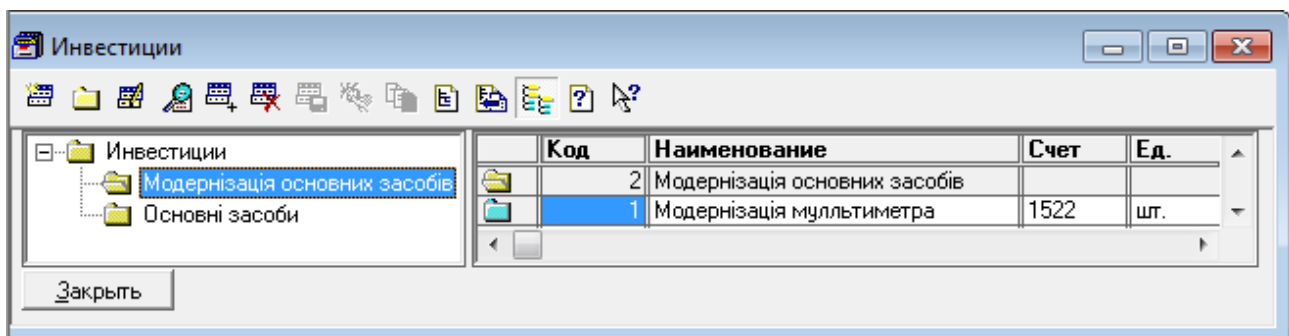 Инвестиции
Инвестиции
Модернізація основних засобів
Основні засоби
Код Наименование Счет Ед.
2 Модернізація основних засобів
1 Модернізація мулльтиметра 1522 шт.
Закрыть